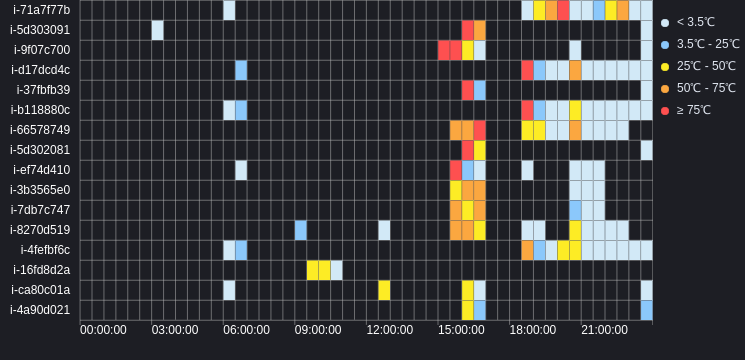 i-71a7f77b
i-5d303091
i-9f07c700
i-d17dcd4c
i-37fbfb39
i-b118880c
i-66578749
i-5d302081
i-ef74d410
i-3b3565e0
i-7db7c747
i-8270d519
i-4fefbf6c
i-16fd8d2a
i-ca80c01a
i-4a90d021
00:00:00 03:00:00 06:00:00 09:00:00 12:00:00 15:00:00 18:00:00 21:00:00
< 3.5℃
3.5℃ - 25℃
25℃ - 50℃
50℃ - 75℃
≥ 75℃